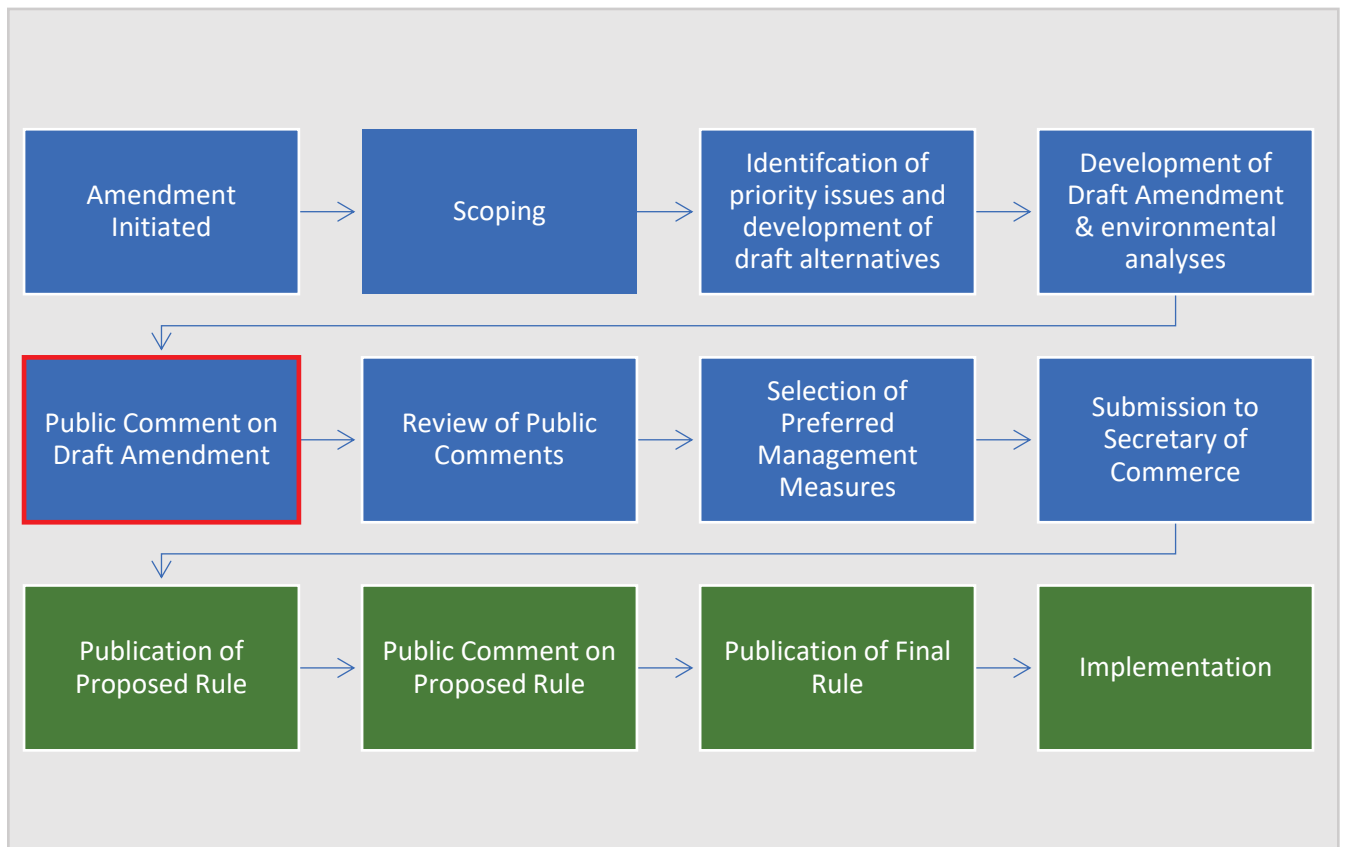 Amendment
Initiated
Scoping
Identifcation of
priority issues and
development of
draft alternatives
Development of
Draft Amendment
& environmental
analyses
Public Comment on
Draft Amendment
Review of Public
Comments
Selection of
Preferred
Management
Measures
Submission to
Secretary of
Commerce
Publication of
Proposed Rule
Public Comment on
Proposed Rule
Publication of Final
Rule
Implementation